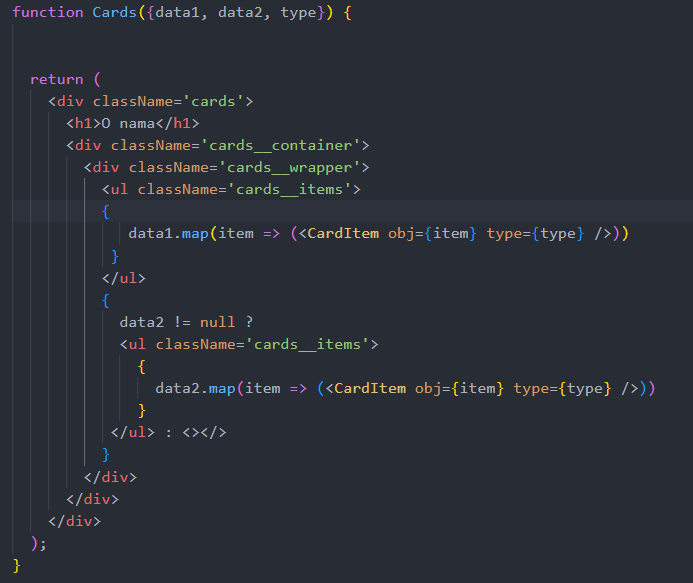 function Cards({data1, data2, type}) {
return (
<div className='cards'>
<h1>O nama</h1>
<div className='cards__container'>
<div className='cards__wrapper'>
<ul className='cards__items'>
{
data1.map(item => (<CardItem obj={item} type={type} />))
}
</ul>
{
data2 != null ?
<ul className='cards__items'>
{
data2.map(item => (<CardItem obj={item} type={type} />))
}
</ul> : <></>
}
</div>
</div>
</div>
);
}